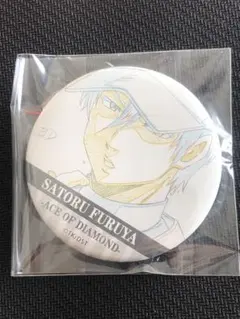 SATORU FURUYA
-ACE OF DIAMOND-